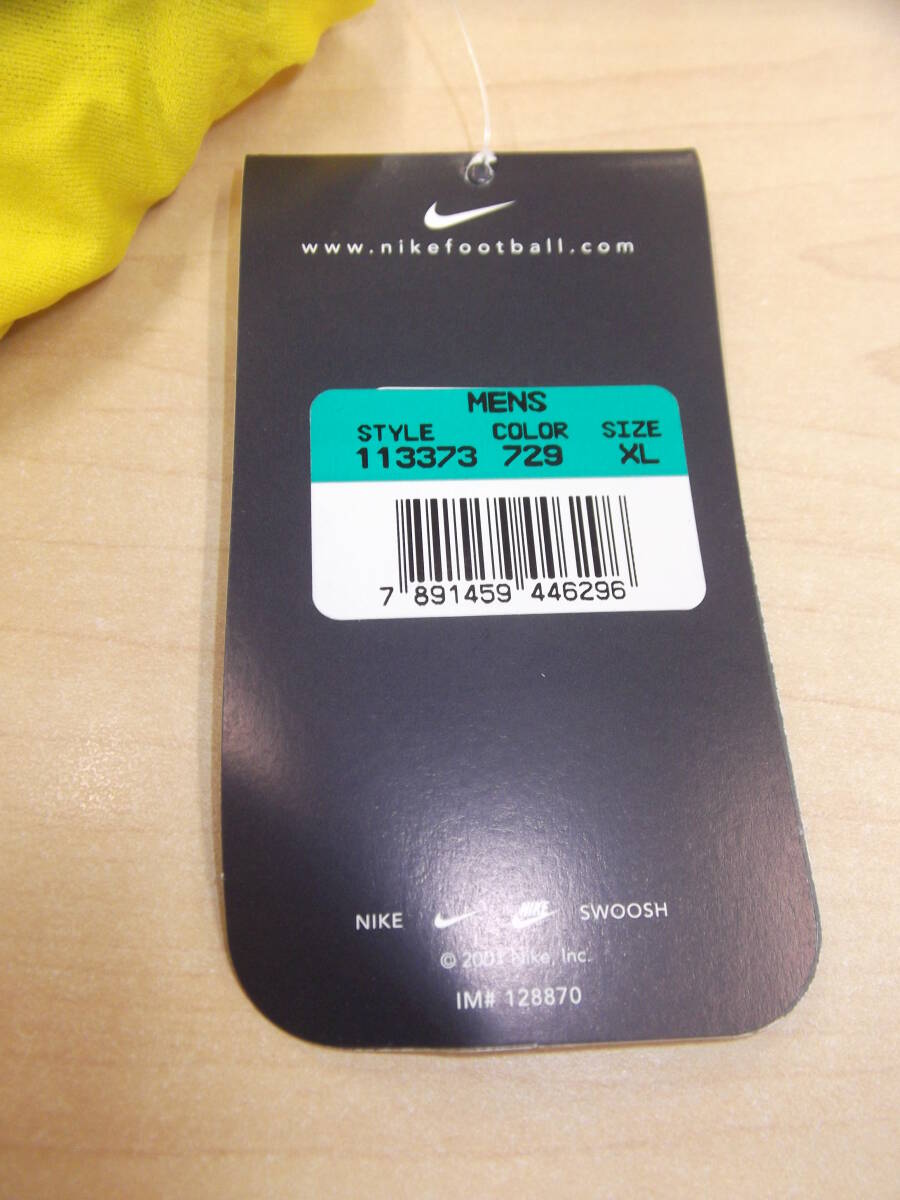 www.nikefootball.com
MENS
STYLE COLOR SIZE
113373 729 XL
7 891459 446296
NIKE NIKE SWOOSH
© 2001 Nike, Inc.
IM# 128870